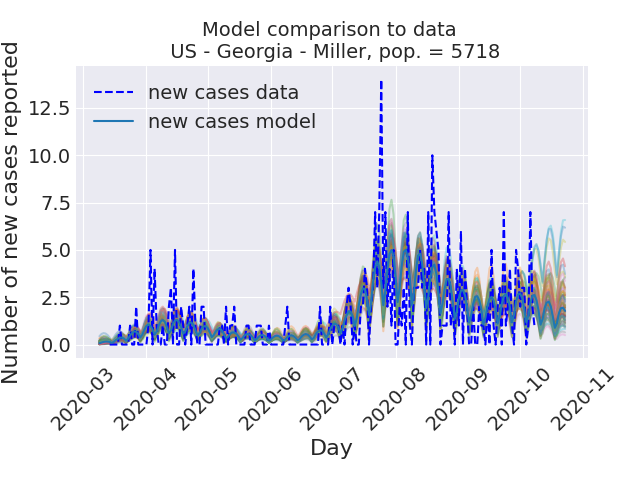 Model comparison to data
US - Georgia - Miller, pop. = 5718
Number of new cases reported
12.5
10.0
7.5
5.0
2.5
0.0
new cases data
new cases model
2020-03
2020-04
2020-05
2020-06
2020-07
2020-08
2020-09
2020-10
2020-11
Day